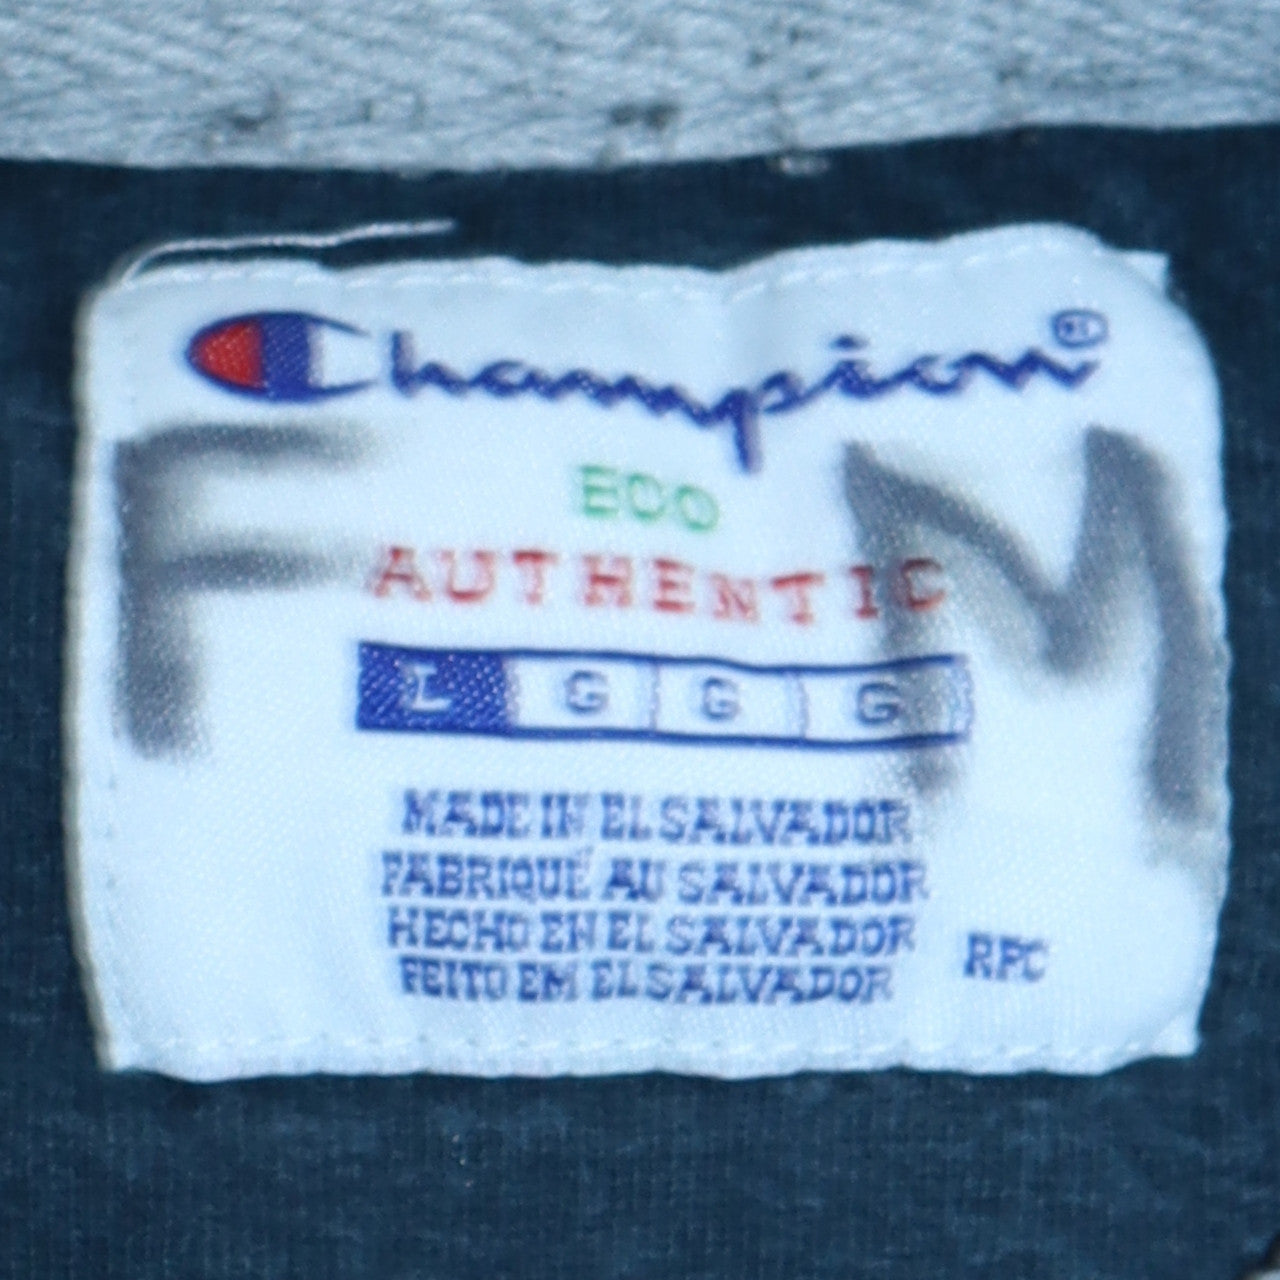 Champion®
F M
ECO
AUTHENTIC
L G G G
MADE IN EL SALVADOR
FABRIQUÉ AU SALVADOR
HECHO EN EL SALVADOR
FEITO EM EL SALVADOR
RPC